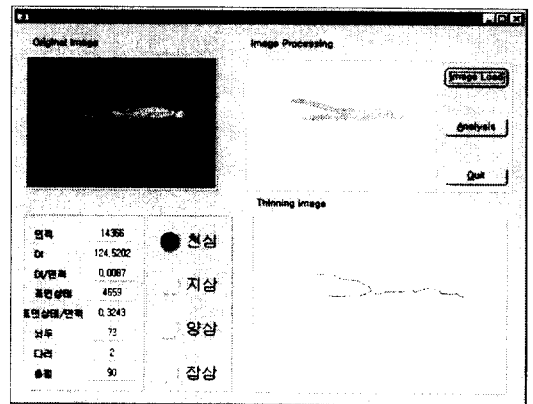 Original Image
Image Processing
Image Load
Analysis
Quit
Thinning Image
면적 14366
DI 124.5202
DI/면적 0.0087
표면상태 4659
표면상태/면적 0.3243
뇌두 73
다리 2
총점 90
천삼
지삼
양삼
잡삼